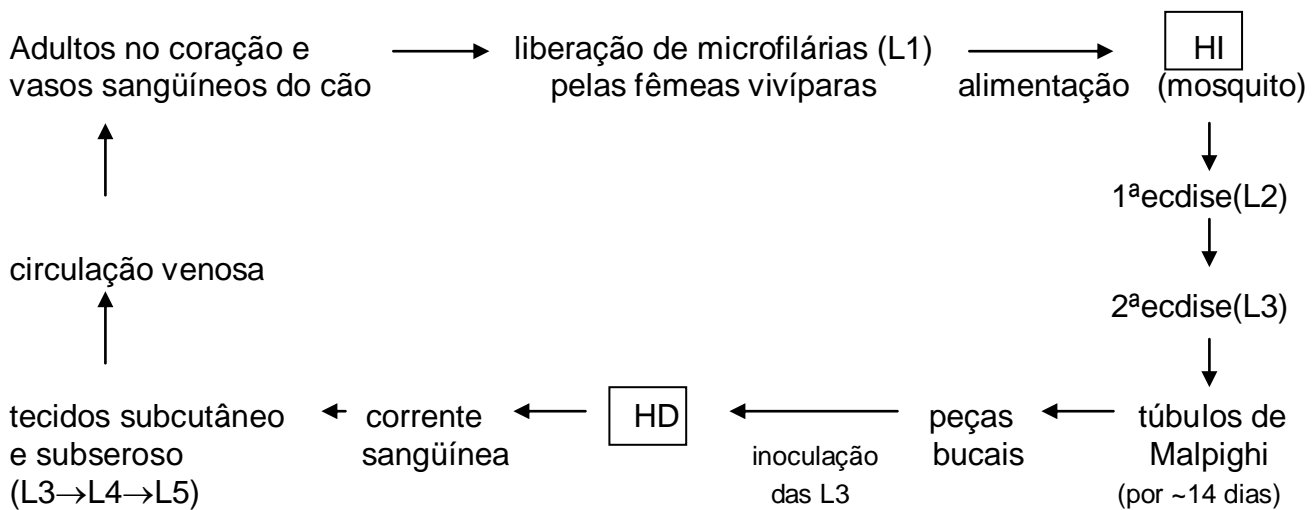 Adultos no coração e
vasos sangüíneos do cão
liberação de microfilárias (L1)
pelas fêmeas vivíparas
alimentação
HI
(mosquito)
1ªecdise(L2)
2ªecdise(L3)
túbulos de
Malpighi
(por ~14 dias)
peças
bucais
inoculação
das L3
HD
corrente
sangüínea
tecidos subcutâneo
e subseroso
(L3→L4→L5)
circulação venosa